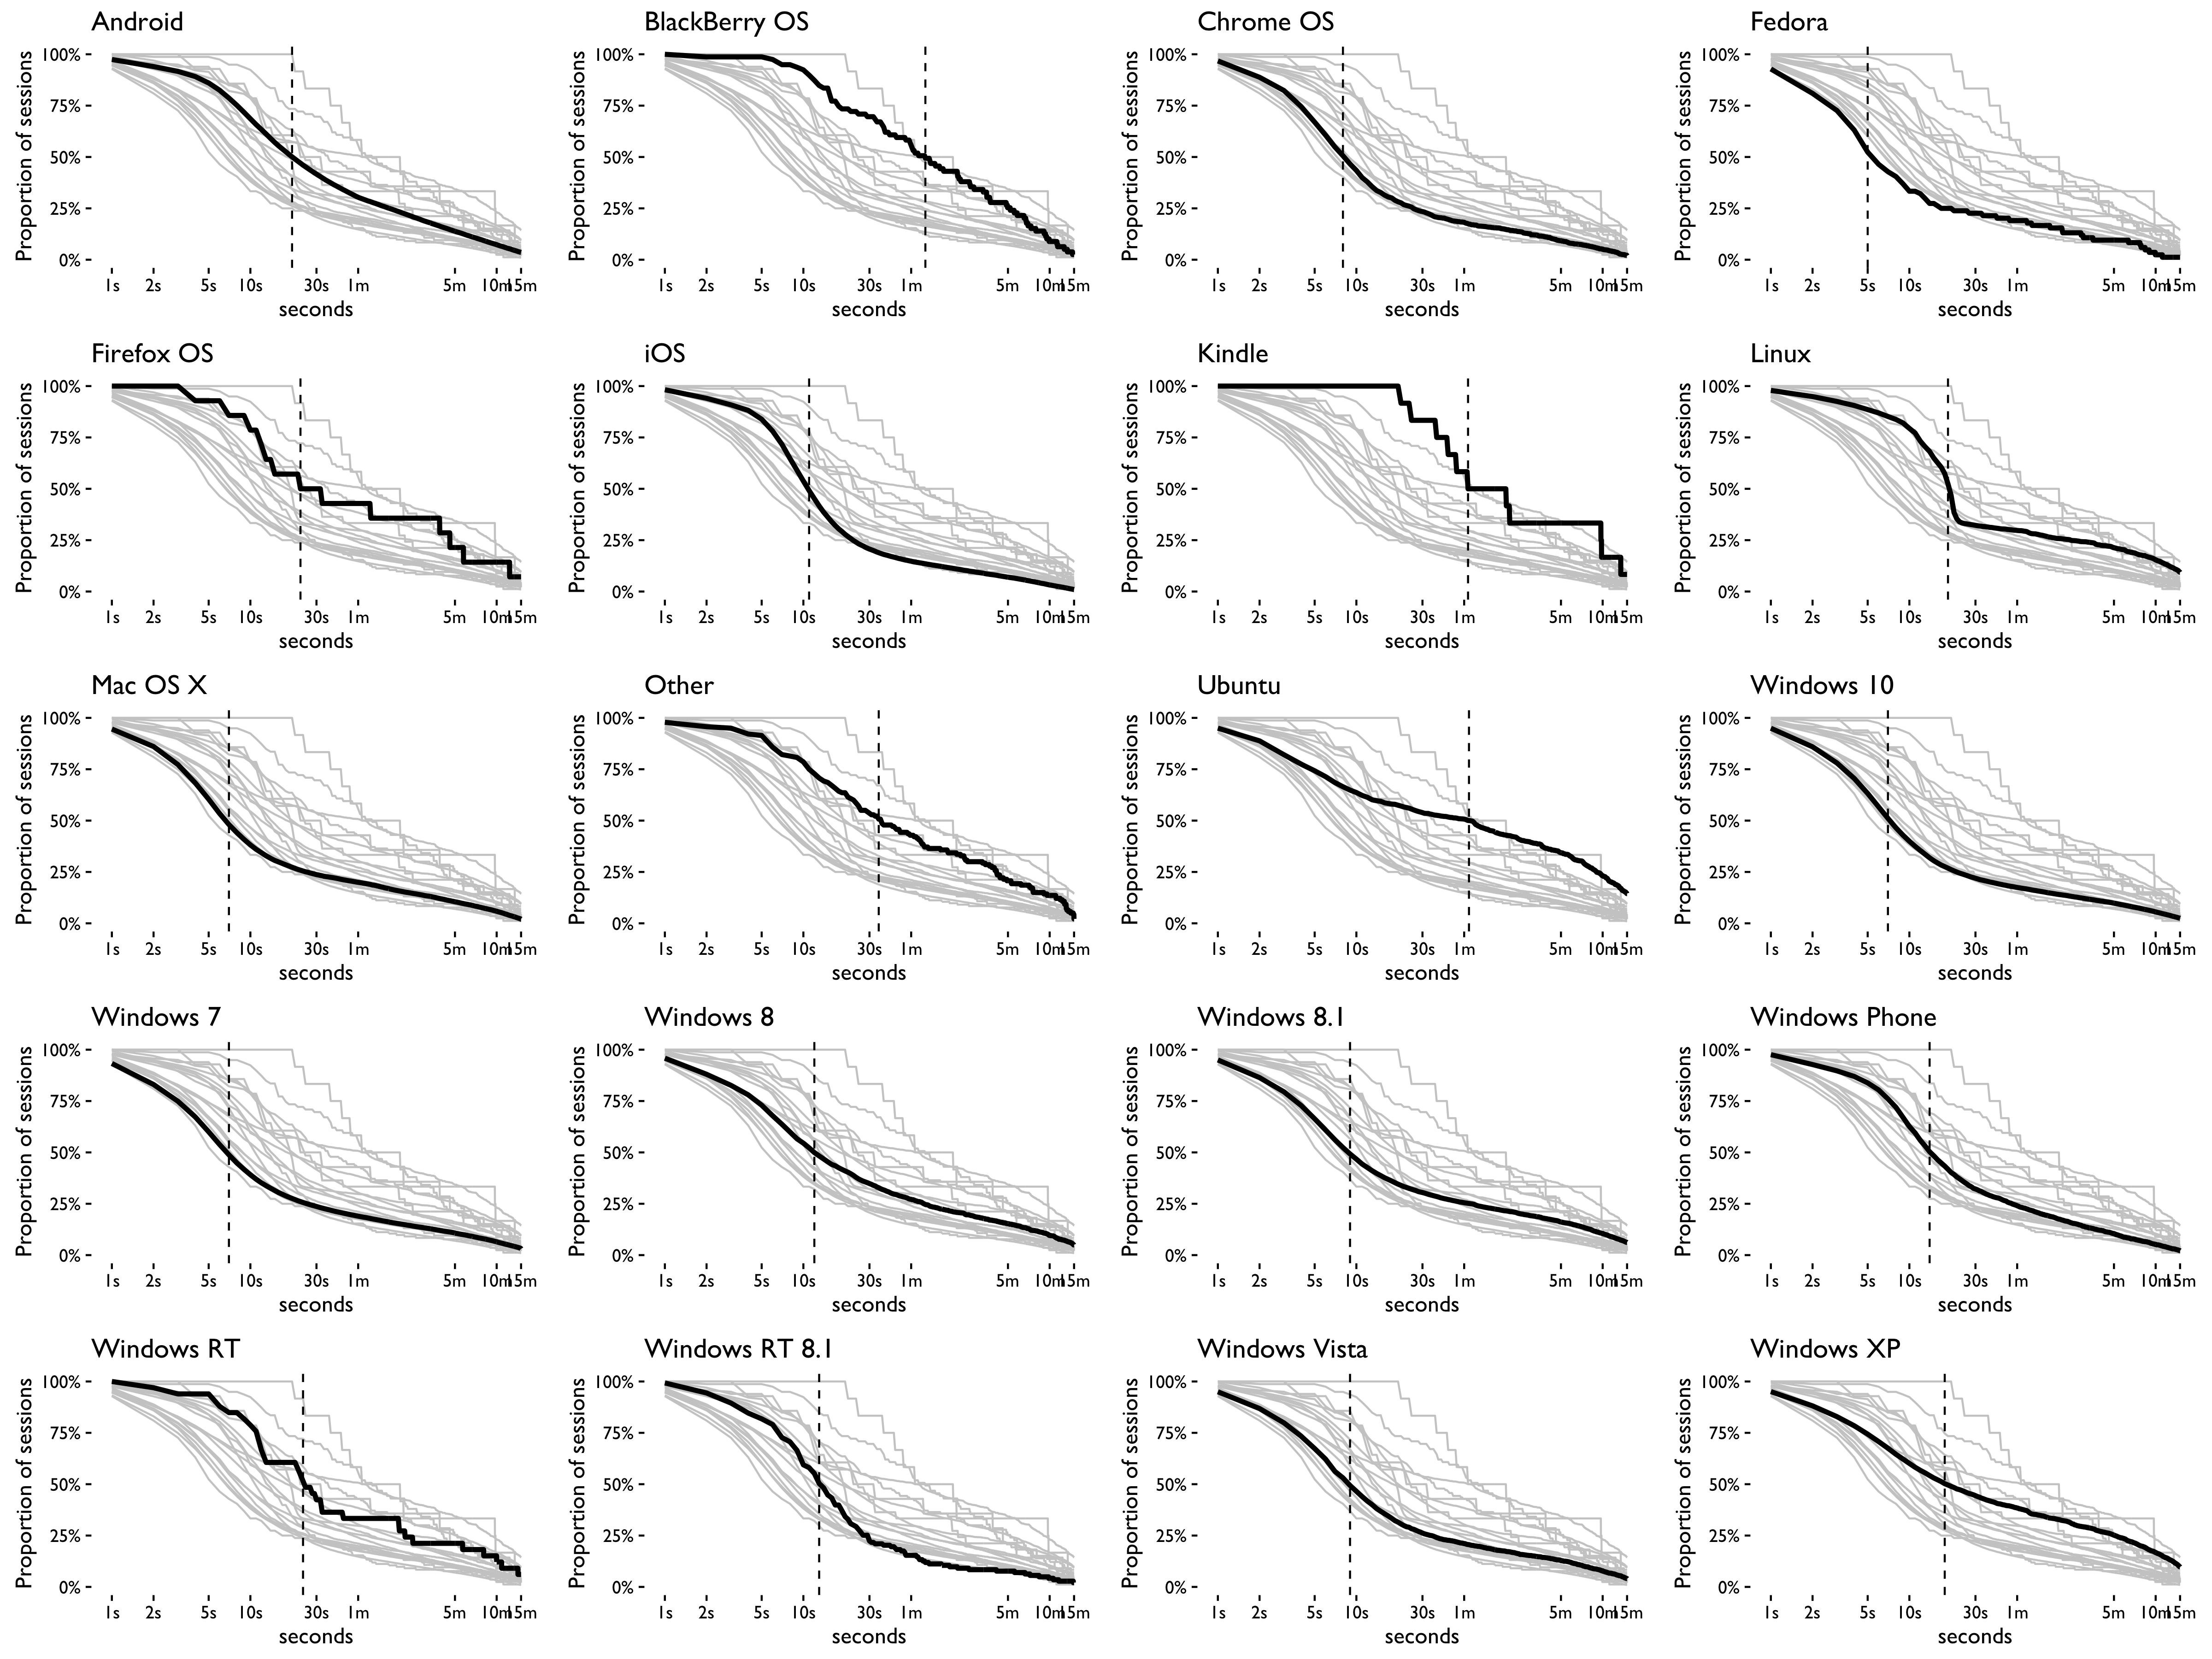 Android BlackBerry OS Chrome OS Fedora
Proportion of sessions Proportion of sessions Proportion of sessions Proportion of sessions
100% 100% 100% 100%
75% 75% 75% 75%
50% 50% 50% 50%
25% 25% 25% 25%
0% 0% 0% 0%
1s 2s 5s 10s 30s 1m 5m 10m 15m 1s 2s 5s 10s 30s 1m 5m 10m 15m 1s 2s 5s 10s 30s 1m 5m 10m 15m 1s 2s 5s 10s 30s 1m 5m 10m 15m
seconds seconds seconds seconds
Firefox OS iOS Kindle Linux
Proportion of sessions Proportion of sessions Proportion of sessions Proportion of sessions
100% 100% 100% 100%
75% 75% 75% 75%
50% 50% 50% 50%
25% 25% 25% 25%
0% 0% 0% 0%
1s 2s 5s 10s 30s 1m 5m 10m 15m 1s 2s 5s 10s 30s 1m 5m 10m 15m 1s 2s 5s 10s 30s 1m 5m 10m 15m 1s 2s 5s 10s 30s 1m 5m 10m 15m
seconds seconds seconds seconds
Mac OS X Other Ubuntu Windows 10
Proportion of sessions Proportion of sessions Proportion of sessions Proportion of sessions
100% 100% 100% 100%
75% 75% 75% 75%
50% 50% 50% 50%
25% 25% 25% 25%
0% 0% 0% 0%
1s 2s 5s 10s 30s 1m 5m 10m 15m 1s 2s 5s 10s 30s 1m 5m 10m 15m 1s 2s 5s 10s 30s 1m 5m 10m 15m 1s 2s 5s 10s 30s 1m 5m 10m 15m
seconds seconds seconds seconds
Windows 7 Windows 8 Windows 8.1 Windows Phone
Proportion of sessions Proportion of sessions Proportion of sessions Proportion of sessions
100% 100% 100% 100%
75% 75% 75% 75%
50% 50% 50% 50%
25% 25% 25% 25%
0% 0% 0% 0%
1s 2s 5s 10s 30s 1m 5m 10m 15m 1s 2s 5s 10s 30s 1m 5m 10m 15m 1s 2s 5s 10s 30s 1m 5m 10m 15m 1s 2s 5s 10s 30s 1m 5m 10m 15m
seconds seconds seconds seconds
Windows RT Windows RT 8.1 Windows Vista Windows XP
Proportion of sessions Proportion of sessions Proportion of sessions Proportion of sessions
100% 100% 100% 100%
75% 75% 75% 75%
50% 50% 50% 50%
25% 25% 25% 25%
0% 0% 0% 0%
1s 2s 5s 10s 30s 1m 5m 10m 15m 1s 2s 5s 10s 30s 1m 5m 10m 15m 1s 2s 5s 10s 30s 1m 5m 10m 15m 1s 2s 5s 10s 30s 1m 5m 10m 15m
seconds seconds seconds seconds